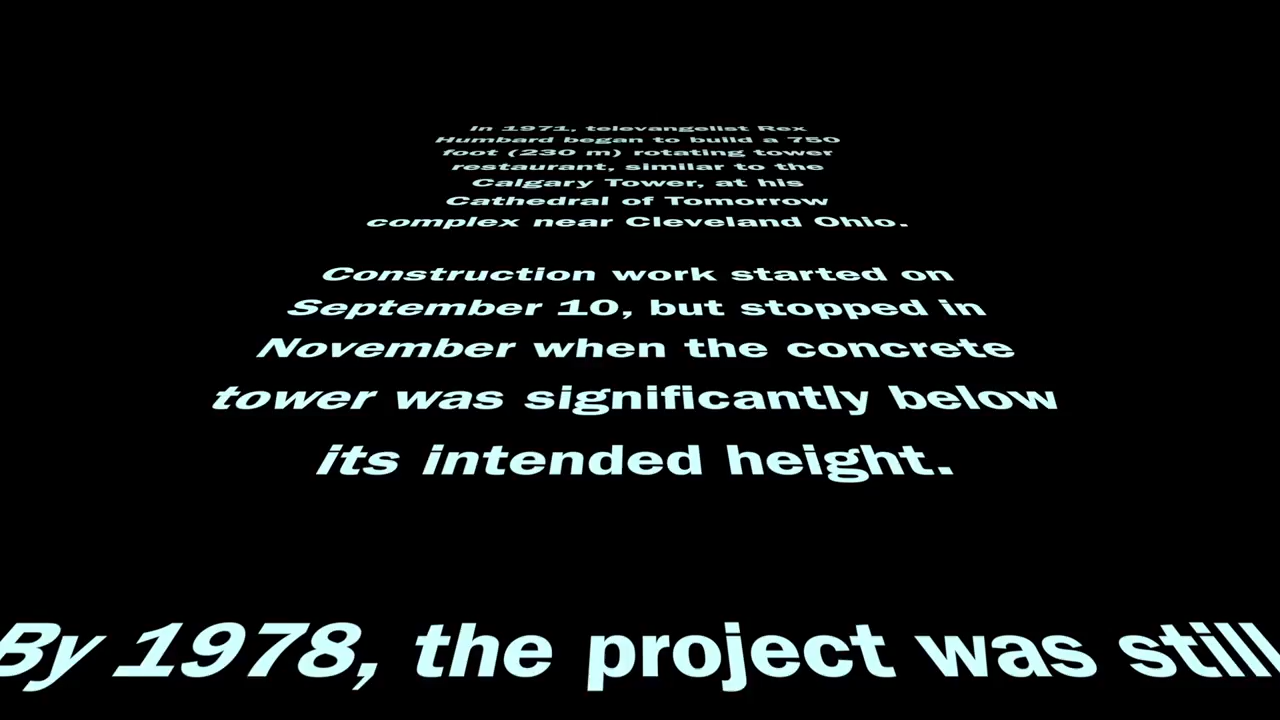 In 1971, televangelist Rex
Humbard began to build a 750
foot (230 m) rotating tower
restaurant, similar to the
Calgary Tower, at his
Cathedral of Tomorrow
complex near Cleveland Ohio.
Construction work started on
September 10, but stopped in
November when the concrete
tower was significantly below
its intended height.
By 1978, the project was still